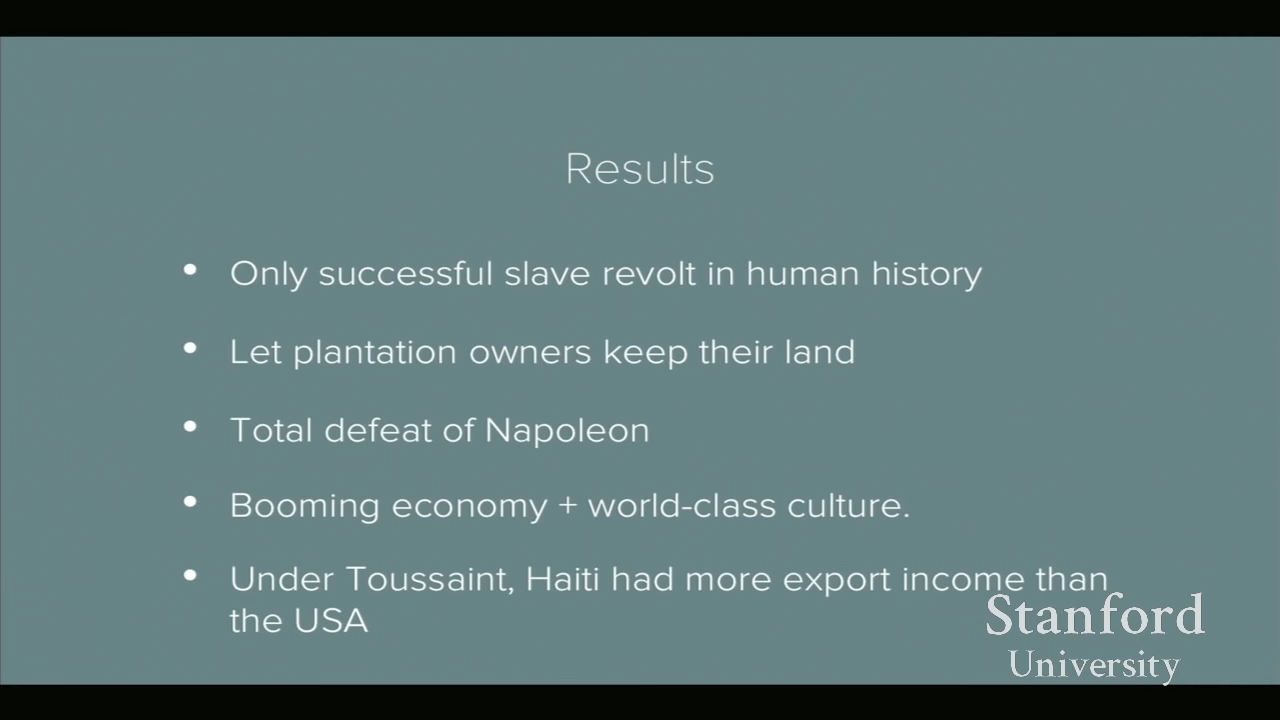 Results
• Only successful slave revolt in human history
• Let plantation owners keep their land
• Total defeat of Napoleon
• Booming economy + world-class culture.
• Under Toussaint, Haiti had more export income than
the USA
Stanford
University